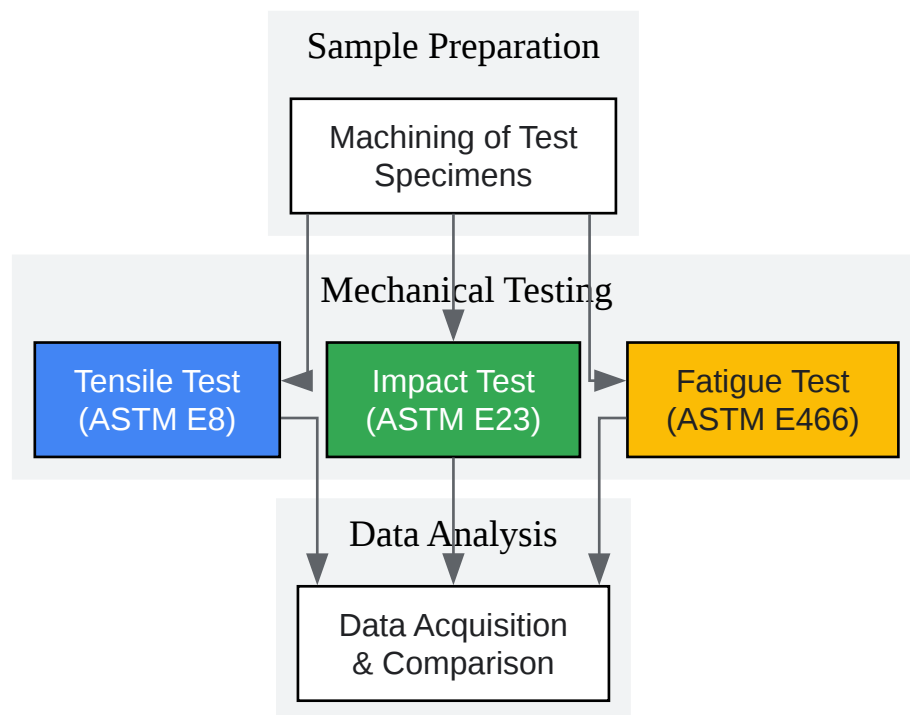 Sample Preparation
Machining of Test
Specimens
Mechanical Testing
Tensile Test
(ASTM E8)
Impact Test
(ASTM E23)
Fatigue Test
(ASTM E466)
Data Analysis
Data Acquisition
& Comparison